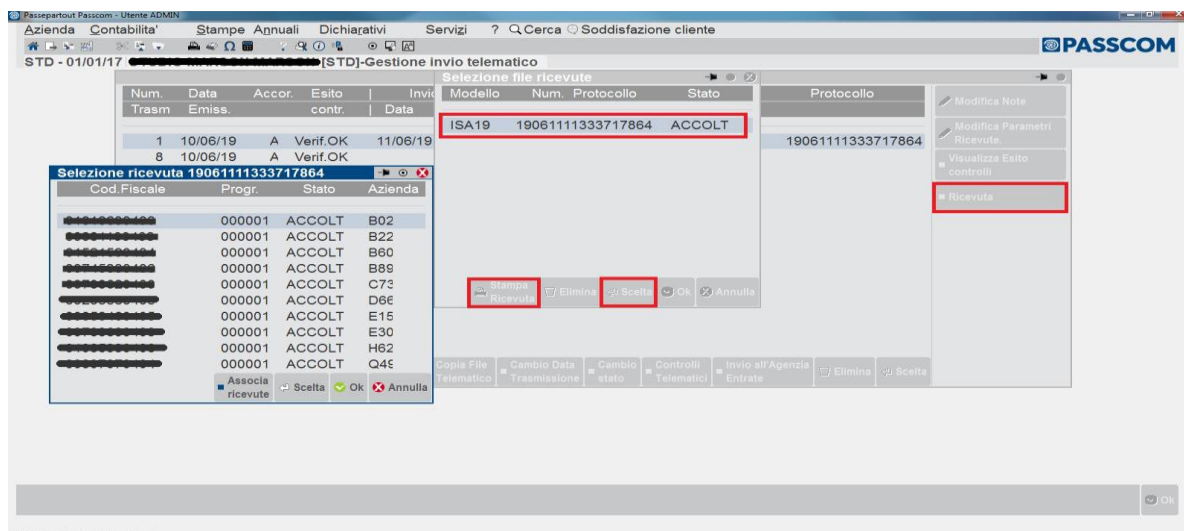 Passepartout Passcom - Utente ADMIN
Azienda Contabilita' Stampe Annuali Dichiarativi Servizi ? Cerca Soddisfazione cliente
PASSCOM
STD - 01/01/17 [STD]-Gestione invio telematico
Num. Data Accor. Esito | Invio Protocollo
Trasm Emiss. contr. | Data
1 10/06/19 A Verif.OK 11/06/19 19061111333717864
8 10/06/19 A Verif.OK
Selezione file ricevute
Modello Num. Protocollo Stato
ISA19 19061111333717864 ACCOLT
Stampa Ricevuta Elimina Scelta Ok Annulla
Modifica Note
Modifica Parametri
Ricevute.
Visualizza Esito
controlli
Ricevuta
Selezione ricevuta 19061111333717864
Cod.Fiscale Progr. Stato Azienda
000001 ACCOLT B02
000001 ACCOLT B22
000001 ACCOLT B60
000001 ACCOLT B89
000001 ACCOLT C73
000001 ACCOLT D66
000001 ACCOLT E15
000001 ACCOLT E30
000001 ACCOLT H62
000001 ACCOLT Q49
Associa ricevute Scelta Ok Annulla
Copia File Cambio Data Cambio Controlli Invio all'Agenzia Elimina Scelta
Telematico Trasmissione stato Telematici Entrate
Ok